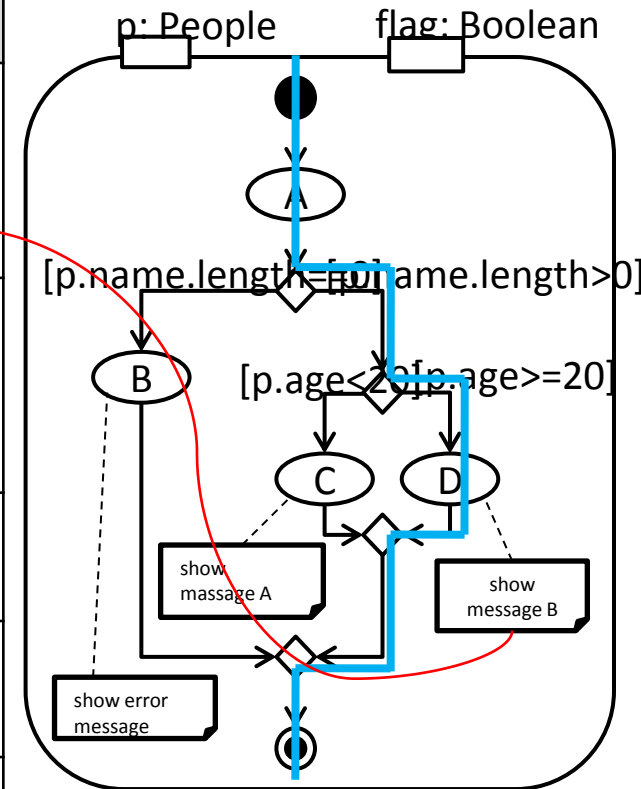 p: People
flag: Boolean
A
[p.name.length==0]
[p.name.length>0]
B
[p.age<20]
[p.age>=20]
C
D
show
massage A
show
message B
show error
message